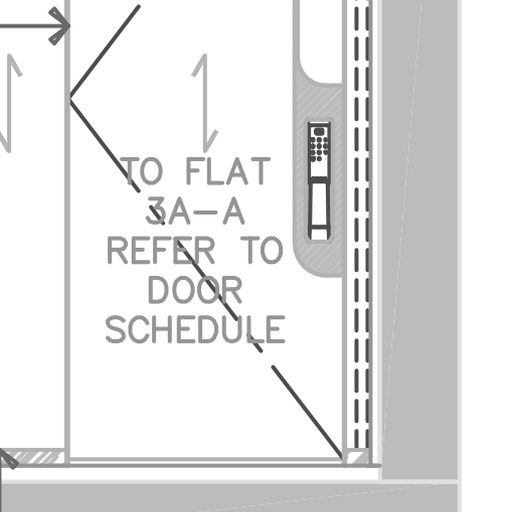 TO FLAT
3A-A
REFER TO
DOOR
SCHEDULE